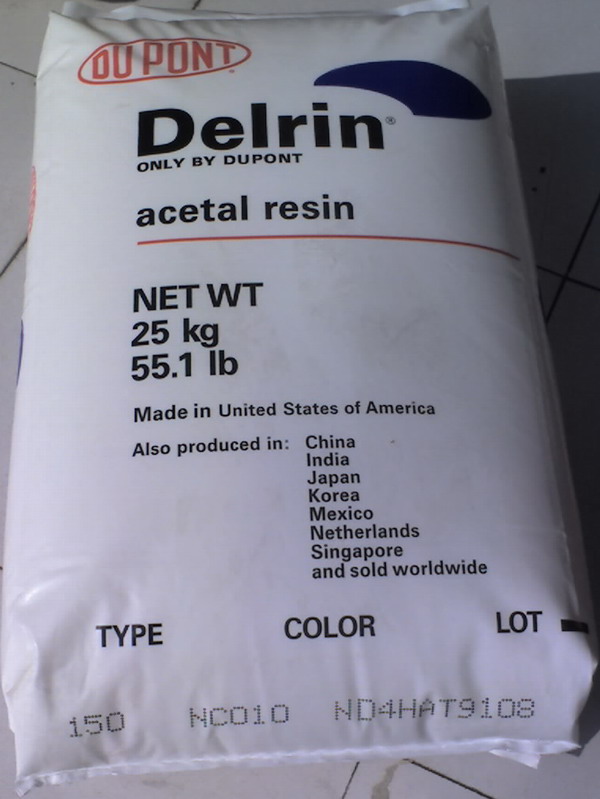 DU PONT
Delrin®
ONLY BY DUPONT
acetal resin
NET WT
25 kg
55.1 lb
Made in United States of America
Also produced in: China
India
Japan
Korea
Mexico
Netherlands
Singapore
and sold worldwide
TYPE COLOR LOT
150 NC010 ND4HAT9108